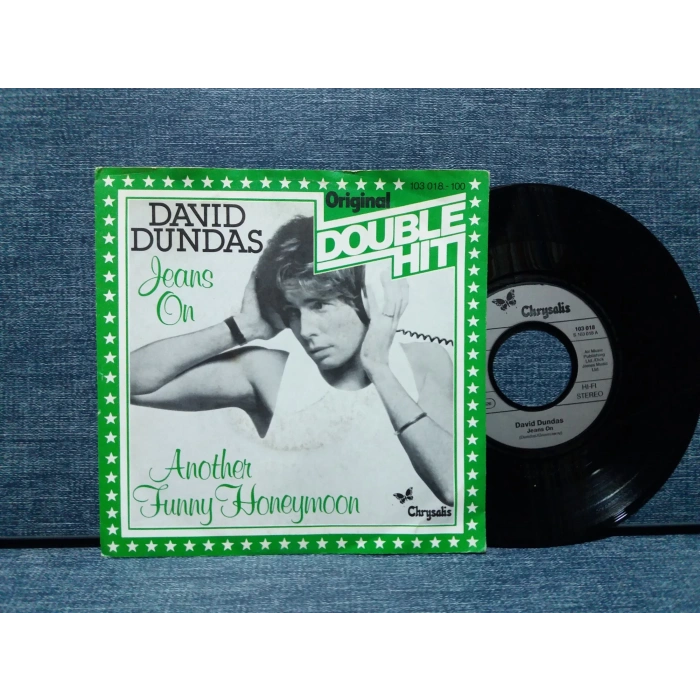 103 018 - 100
Original
DOUBLE
HIT
DAVID
DUNDAS
Jeans
On
Another
Funny Honeymoon
Chrysalis
Chrysalis
103 018
HI-FI
STEREO
David Dundas
Jeans On